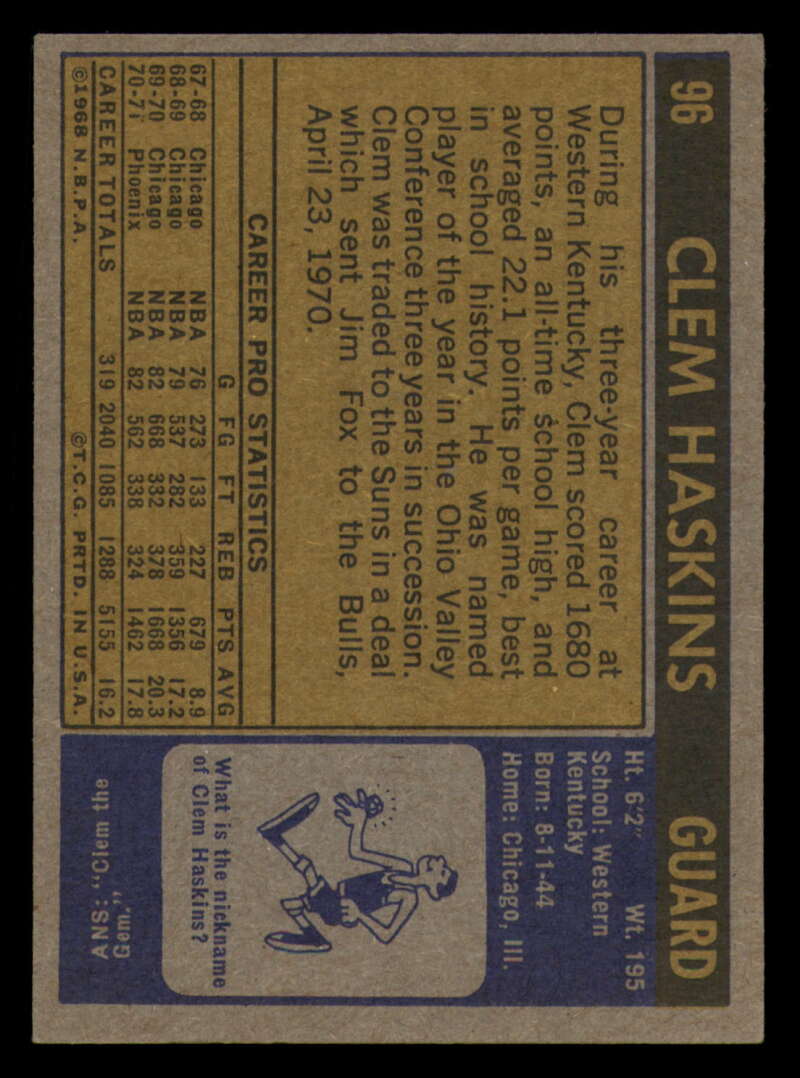 96 CLEM HASKINS GUARD
During his three-year career at
Western Kentucky, Clem scored 1680
points, an all-time school high, and
averaged 22.1 points per game, best
in school history. He was named
player of the year in the Ohio Valley
Conference three years in succession.
Clem was traded to the Suns in a deal
which sent Jim Fox to the Bulls,
April 23, 1970.
CAREER PRO STATISTICS
G FG FT REB PTS AVG
67-68 Chicago NBA 76 273 133 227 679 8.9
68-69 Chicago NBA 79 537 282 359 1356 17.2
69-70 Chicago NBA 82 668 332 378 1668 20.3
70-71 Phoenix NBA 82 562 338 324 1462 17.8
CAREER TOTALS 319 2040 1085 1288 5155 16.2
©1968 N.B.P.A. ©T.C.G. PRTD. IN U.S.A.
Ht. 6'2" Wt. 195
School: Western
Kentucky
Born: 8-11-44
Home: Chicago, Ill.
What is the nickname
of Clem Haskins?
ANS: "Clem the
Gem."